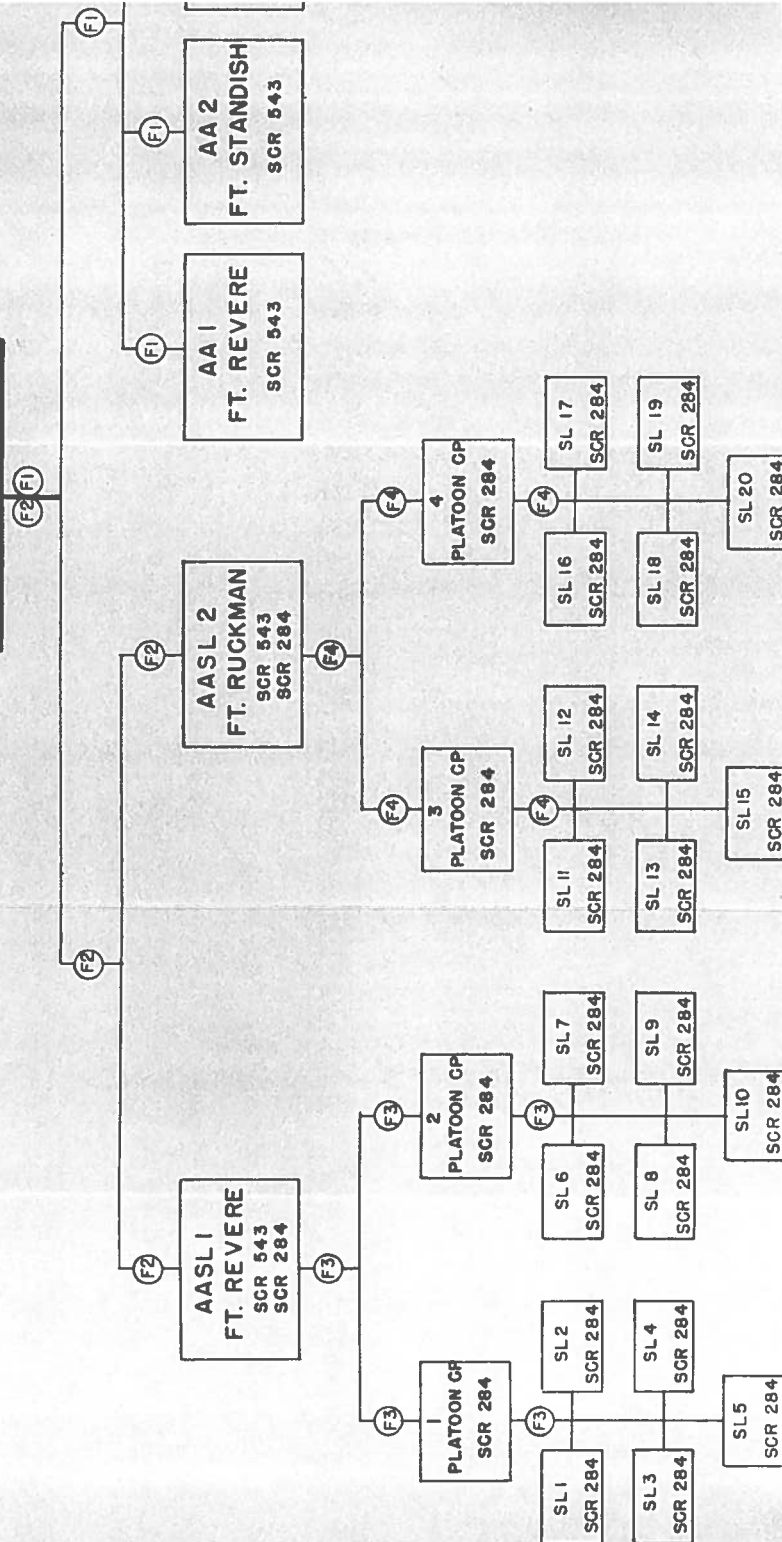 F2 F1
F2
F1
F2
F2
F1
F1
AASL 1
FT. REVERE
SCR 543
SCR 284
AASL 2
FT. RUCKMAN
SCR 543
SCR 284
AA 1
FT. REVERE
SCR 543
AA 2
FT. STANDISH
SCR 543
F3
F4
F3
F3
F4
F4
1
PLATOON CP
SCR 284
2
PLATOON CP
SCR 284
3
PLATOON CP
SCR 284
4
PLATOON CP
SCR 284
F3
F3
F4
F4
SL 1
SCR 284
SL 2
SCR 284
SL 6
SCR 284
SL 7
SCR 284
SL 11
SCR 284
SL 12
SCR 284
SL 16
SCR 284
SL 17
SCR 284
SL 3
SCR 284
SL 4
SCR 284
SL 8
SCR 284
SL 9
SCR 284
SL 13
SCR 284
SL 14
SCR 284
SL 18
SCR 284
SL 19
SCR 284
SL 5
SCR 284
SL 10
SCR 284
SL 15
SCR 284
SL 20
SCR 284